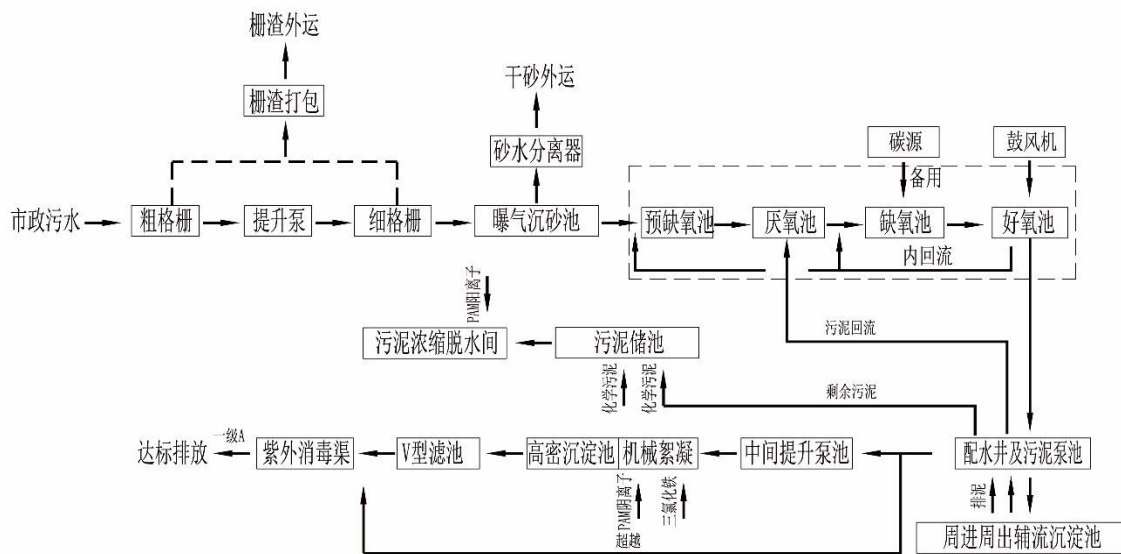 栅渣外运
干砂外运
栅渣打包
砂水分离器
碳源
鼓风机
备用
市政污水
粗格栅
提升泵
细格栅
曝气沉砂池
预缺氧池
厌氧池
缺氧池
好氧池
内回流
PAM阳离子
污泥回流
污泥浓缩脱水间
污泥储池
化学污泥
化学污泥
剩余污泥
达标排放
一级A
紫外消毒渠
V型滤池
高密沉淀池
机械絮凝
中间提升泵池
配水井及污泥泵池
PAM阴离子
三氯化铁
超越
排泥
周进周出辅流沉淀池